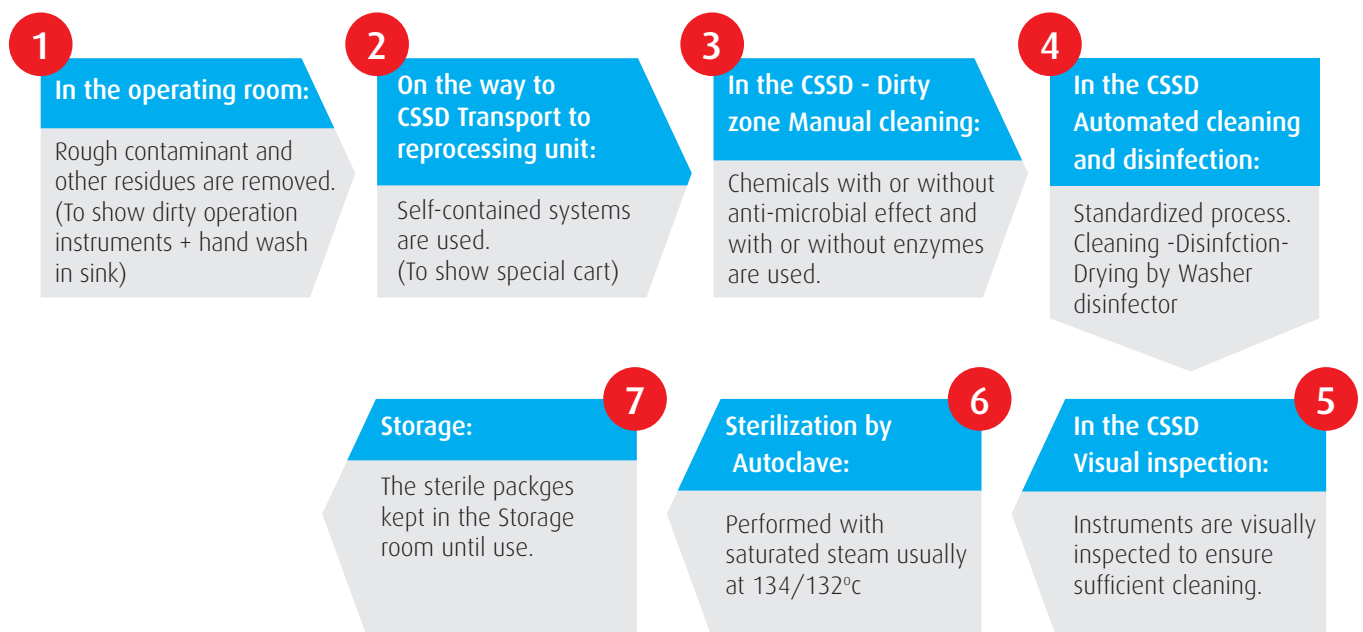 1
In the operating room:
Rough contaminant and
other residues are removed.
(To show dirty operation
instruments + hand wash
in sink)
2
On the way to
CSSD Transport to
reprocessing unit:
Self-contained systems
are used.
(To show special cart)
3
In the CSSD - Dirty
zone Manual cleaning:
Chemicals with or without
anti-microbial effect and
with or without enzymes
are used.
4
In the CSSD
Automated cleaning
and disinfection:
Standardized process.
Cleaning -Disinfction-
Drying by Washer
disinfector
5
In the CSSD
Visual inspection:
Instruments are visually
inspected to ensure
sufficient cleaning.
6
Sterilization by
Autoclave:
Performed with
saturated steam usually
at 134/132ºc
7
Storage:
The sterile packges
kept in the Storage
room until use.